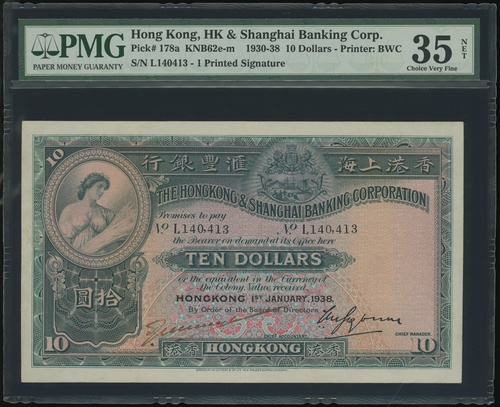 PMG
PAPER MONEY GUARANTY
Hong Kong, HK & Shanghai Banking Corp.
Pick# 178a KNB62e-m 1930-38 10 Dollars - Printer: BWC
S/N L140413 - 1 Printed Signature
35 NET
Choice Very Fine
10
行銀豐滙 海上港香
THE HONGKONG & SHANGHAI BANKING CORPORATION
Promises to pay
No L140,413 No L140,413
the Bearer on demand at its Office here
TEN DOLLARS
or the equivalent in the Currency of
the Colony, Value received
HONGKONG 1ST JANUARY, 1938.
By Order of the Board of Directors
圓拾
CHIEF MANAGER.
10 港香 HONGKONG 港香 10